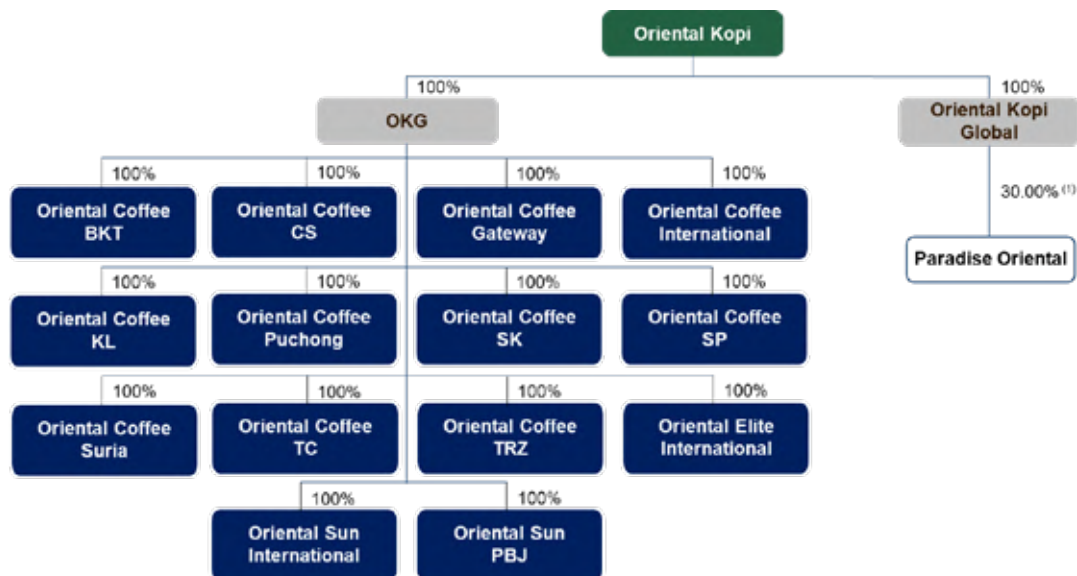 Oriental Kopi
100%
100%
OKG
Oriental Kopi
Global
100%
100%
100%
100%
30.00% (1)
Oriental Coffee
BKT
Oriental Coffee
CS
Oriental Coffee
Gateway
Oriental Coffee
International
Paradise Oriental
100%
100%
100%
100%
Oriental Coffee
KL
Oriental Coffee
Puchong
Oriental Coffee
SK
Oriental Coffee
SP
100%
100%
100%
100%
Oriental Coffee
Suria
Oriental Coffee
TC
Oriental Coffee
TRZ
Oriental Elite
International
100%
100%
Oriental Sun
International
Oriental Sun
PBJ